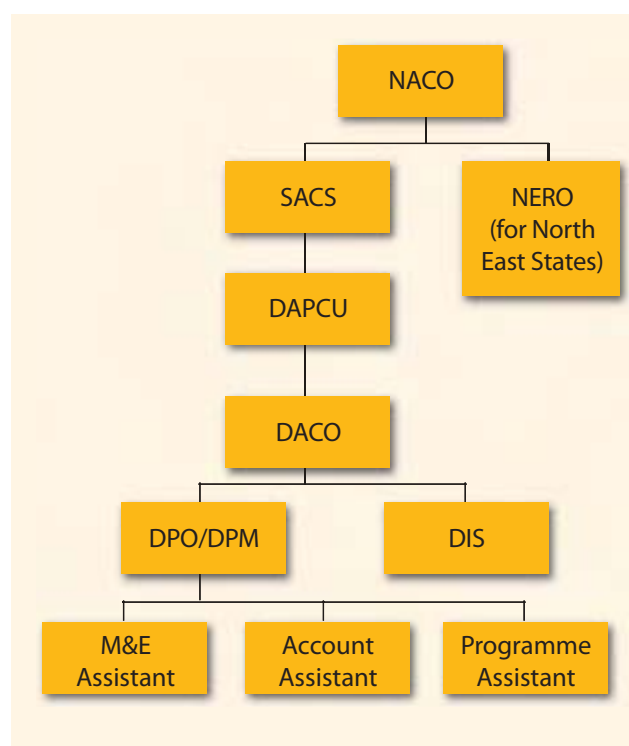 NACO
SACS
NERO
(for North
East States)
DAPCU
DACO
DPO/DPM
DIS
M&E
Assistant
Account
Assistant
Programme
Assistant